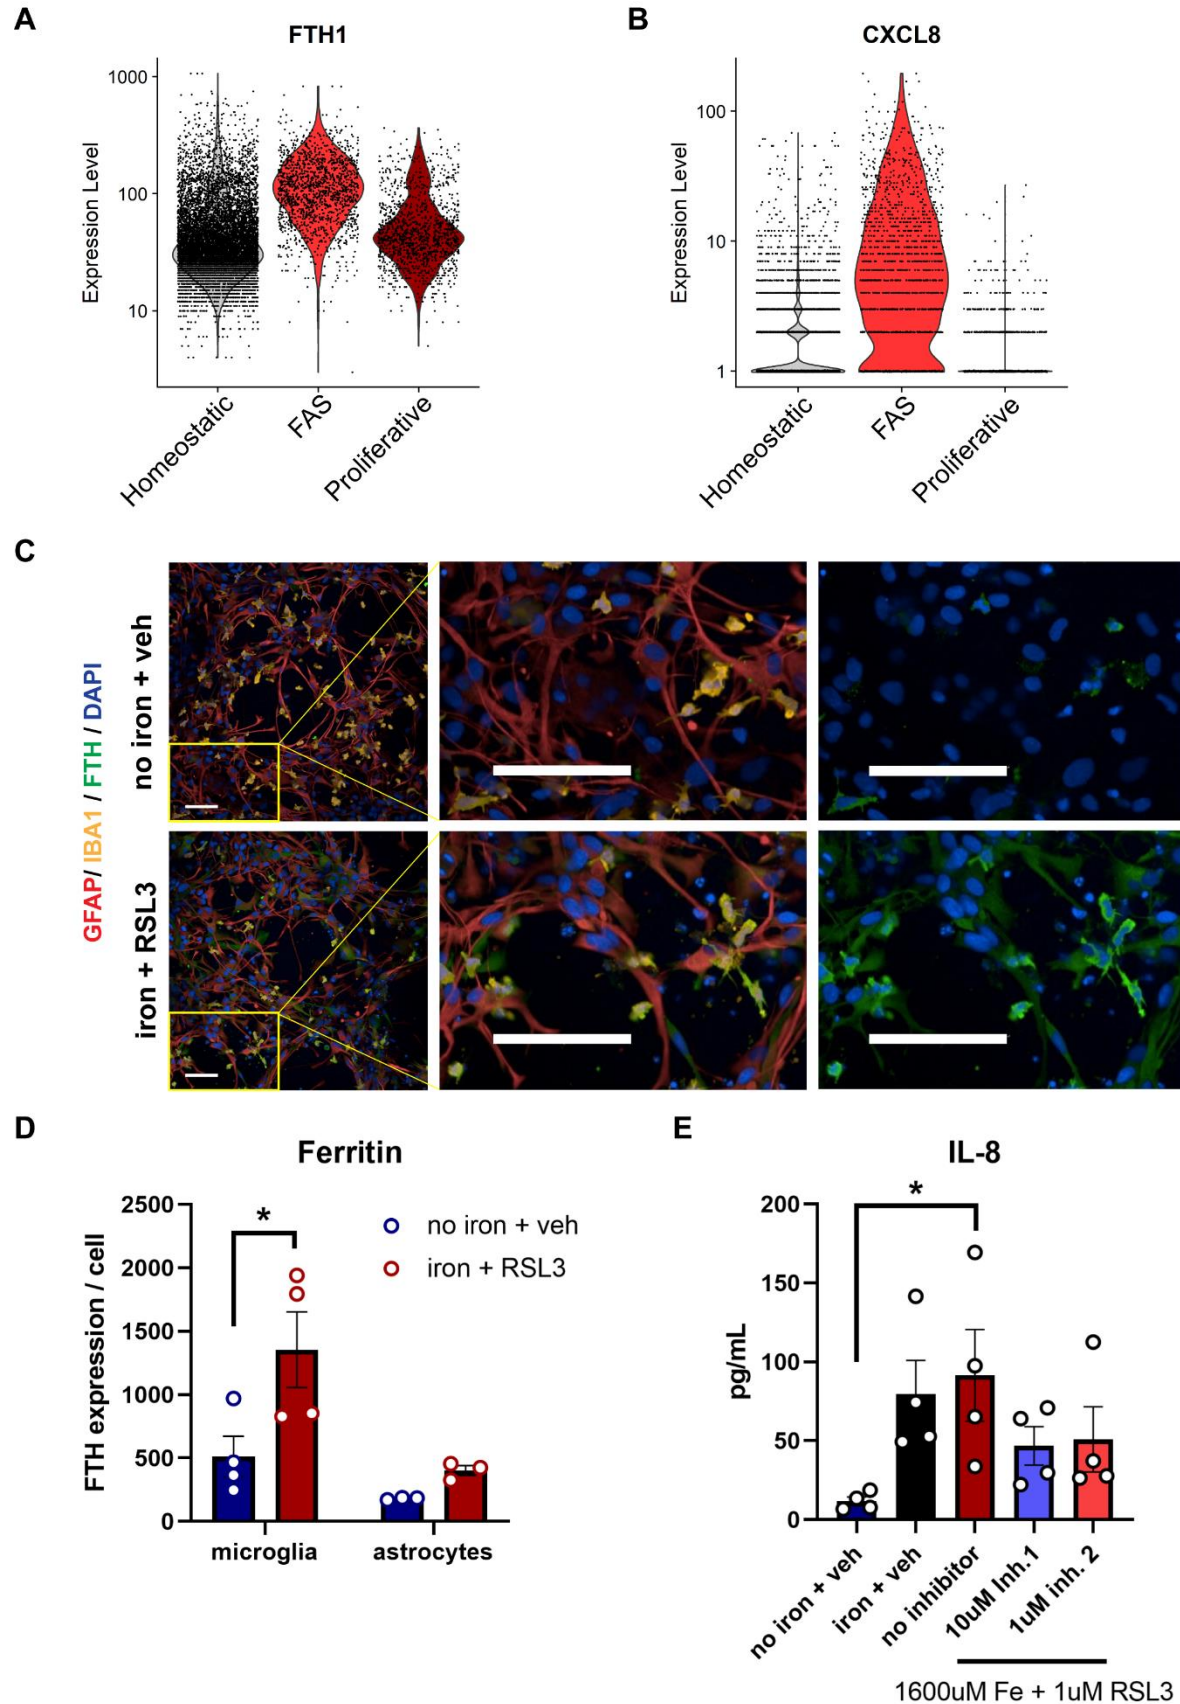 A
FTH1
Expression Level
1000
100
10
Homeostatic
FAS
Proliferative
B
CXCL8
Expression Level
100
10
1
Homeostatic
FAS
Proliferative
C
GFAP/ IBA1 / FTH / DAPI
no iron + veh
iron + RSL3
D
Ferritin
FTH expression / cell
2500
2000
1500
1000
500
0
*
no iron + veh
iron + RSL3
microglia
astrocytes
E
IL-8
pg/mL
200
150
100
50
0
*
no iron + veh
iron + veh
no inhibitor
10uM Inh.1
1uM inh. 2
1600uM Fe + 1uM RSL3